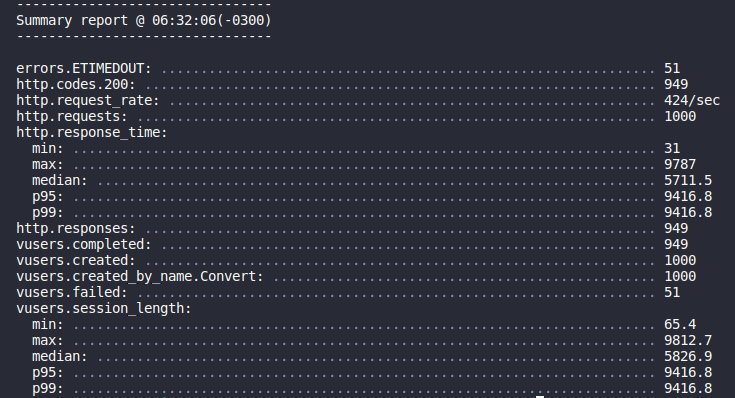 --------------------------------
Summary report @ 06:32:06(-0300)
--------------------------------
errors.ETIMEDOUT: .............................................................. 51
http.codes.200: ................................................................ 949
http.request_rate: ............................................................. 424/sec
http.requests: ................................................................. 1000
http.response_time:
  min: ......................................................................... 31
  max: ......................................................................... 9787
  median: ...................................................................... 5711.5
  p95: ......................................................................... 9416.8
  p99: ......................................................................... 9416.8
http.responses: ................................................................ 949
vusers.completed: .............................................................. 949
vusers.created: ................................................................ 1000
vusers.created_by_name.Convert: ................................................ 1000
vusers.failed: ................................................................. 51
vusers.session_length:
  min: ......................................................................... 65.4
  max: ......................................................................... 9812.7
  median: ...................................................................... 5826.9
  p95: ......................................................................... 9416.8
  p99: ......................................................................... 9416.8